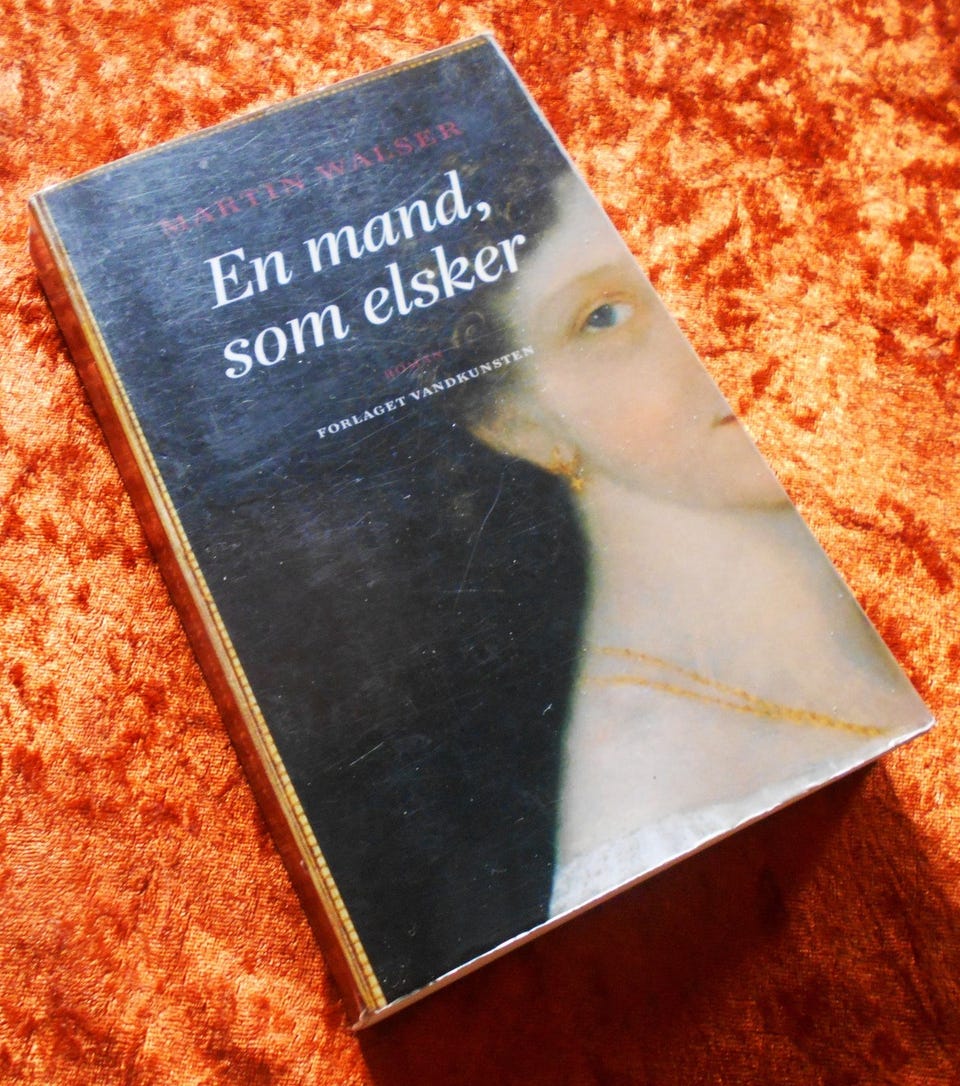 MARTIN WALSER
En mand,
som elsker
ROMAN
FORLAGET VANDKUNSTEN